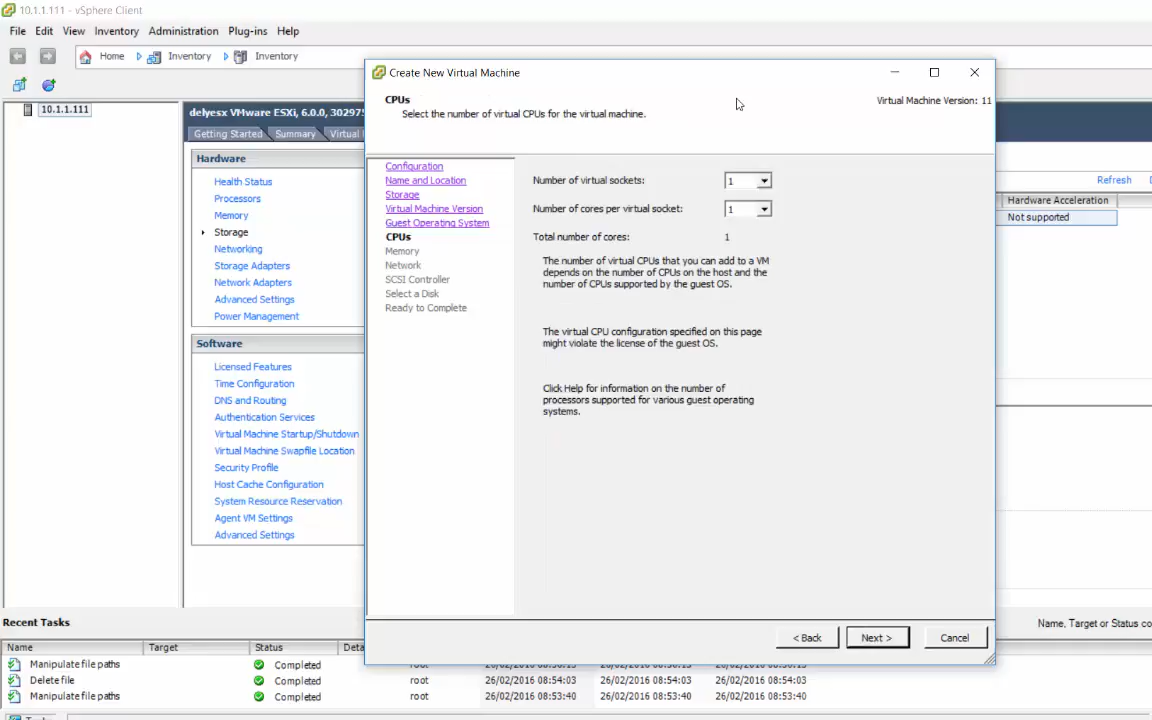 10.1.1.111 - vSphere Client
File Edit View Inventory Administration Plug-ins Help
Home Inventory Inventory
10.1.1.111
delyesx VMware ESXi, 6.0.0, 302975
Getting Started Summary Virtual
Hardware
Health Status
Processors
Memory
Storage
Networking
Storage Adapters
Network Adapters
Advanced Settings
Power Management
Software
Licensed Features
Time Configuration
DNS and Routing
Authentication Services
Virtual Machine Startup/Shutdown
Virtual Machine Swapfile Location
Security Profile
Host Cache Configuration
System Resource Reservation
Agent VM Settings
Advanced Settings
Create New Virtual Machine
CPUs
Select the number of virtual CPUs for the virtual machine.
Virtual Machine Version: 11
Configuration
Name and Location
Storage
Virtual Machine Version
Guest Operating System
CPUs
Memory
Network
SCSI Controller
Select a Disk
Ready to Complete
Number of virtual sockets: 1
Number of cores per virtual socket: 1
Total number of cores: 1
The number of virtual CPUs that you can add to a VM
depends on the number of CPUs on the host and the
number of CPUs supported by the guest OS.
The virtual CPU configuration specified on this page
might violate the license of the guest OS.
Click Help for information on the number of
processors supported for various guest operating
systems.
< Back Next > Cancel
Refresh
Hardware Acceleration
Not supported
Recent Tasks
Name, Target or Status co
Name Target Status Deta
Manipulate file paths Completed
Delete file Completed root 26/02/2016 08:54:03 26/02/2016 08:54:03 26/02/2016 08:54:03
Manipulate file paths Completed root 26/02/2016 08:53:40 26/02/2016 08:53:40 26/02/2016 08:53:40